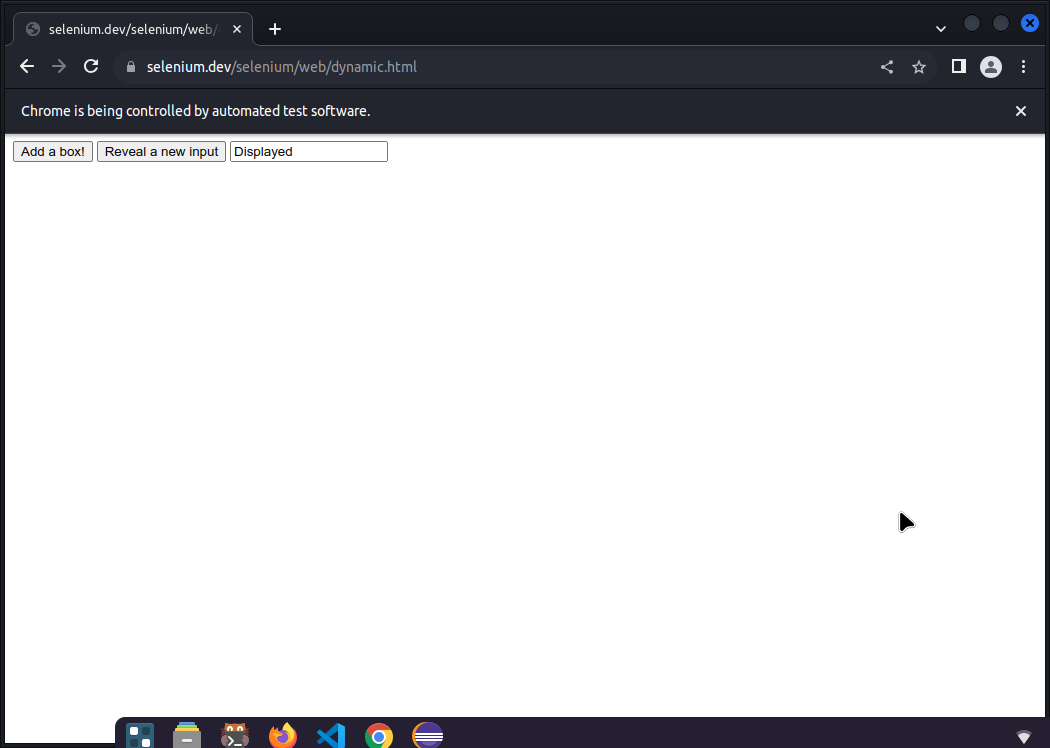 selenium.dev/selenium/web/
selenium.dev/selenium/web/dynamic.html
Chrome is being controlled by automated test software.
Add a box! Reveal a new input Displayed